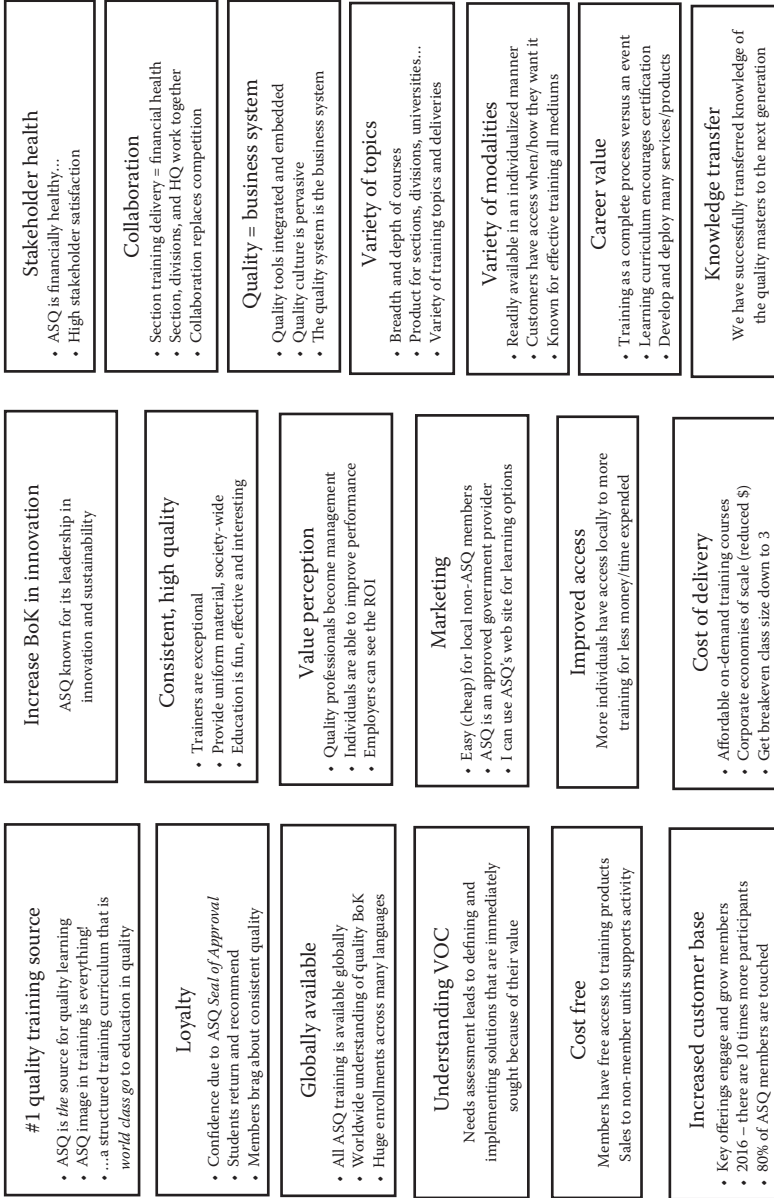 #1 quality training source
• ASQ is the source for quality learning
• ASQ image in training is everything!
• ...a structured training curriculum that is
world class go to education in quality
Loyalty
• Confidence due to ASQ Seal of Approval
• Students return and recommend
• Members brag about consistent quality
Globally available
• All ASQ training is available globally
• Worldwide understanding of quality BoK
• Huge enrollments across many languages
Understanding VOC
Needs assessment leads to defining and
implementing solutions that are immediately
sought because of their value
Cost free
Members have free access to training products
Sales to non-member units supports activity
Increased customer base
• Key offerings engage and grow members
• 2016 – there are 10 times more participants
• 80% of ASQ members are touched
Increase BoK in innovation
ASQ known for its leadership in
innovation and sustainability
Consistent, high quality
• Trainers are exceptional
• Provide uniform material, society-wide
• Education is fun, effective and interesting
Value perception
• Quality professionals become management
• Individuals are able to improve performance
• Employers can see the ROI
Marketing
• Easy (cheap) for local non-ASQ members
• ASQ is an approved government provider
• I can use ASQ's web site for learning options
Improved access
More individuals have access locally to more
training for less money/time expended
Cost of delivery
• Affordable on-demand training courses
• Corporate economies of scale (reduced $)
• Get breakeven class size down to 3
Stakeholder health
• ASQ is financially healthy...
• High stakeholder satisfaction
Collaboration
• Section training delivery = financial health
• Section, divisions, and HQ work together
• Collaboration replaces competition
Quality = business system
• Quality tools integrated and embedded
• Quality culture is pervasive
• The quality system is the business system
Variety of topics
• Breadth and depth of courses
• Product for sections, divisions, universities...
• Variety of training topics and deliveries
Variety of modalities
• Readily available in an individualized manner
• Customers have access when/how they want it
• Known for effective training all mediums
Career value
• Training as a complete process versus an event
• Learning curriculum encourages certification
• Develop and deploy many services/products
Knowledge transfer
We have successfully transferred knowledge of
the quality masters to the next generation